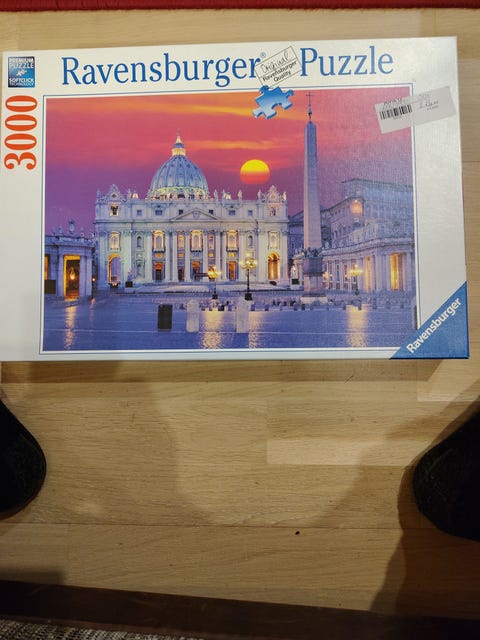 PREMIUM
PUZZLE
SOFTCLICK
TECHNOLOGY
Ravensburger® Puzzle
Original
Ravensburger
Quality
3000
Ravensburger